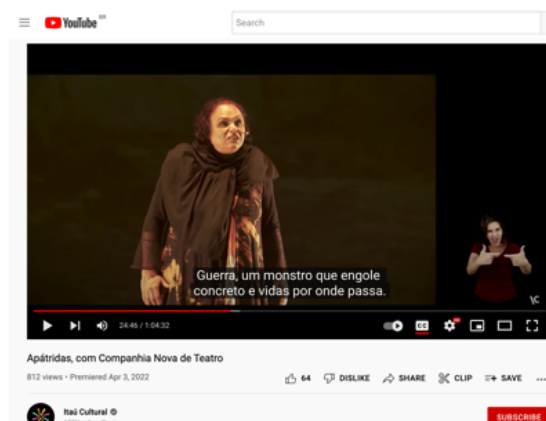 YouTube BR
Search
Guerra, um monstro que engole
concreto e vidas por onde passa.
24:46 / 1:04:32
Apátridas, com Companhia Nova de Teatro
812 views • Premiered Apr 3, 2022
64 DISLIKE SHARE CLIP SAVE ...
Itaú Cultural
SUBSCRIBE